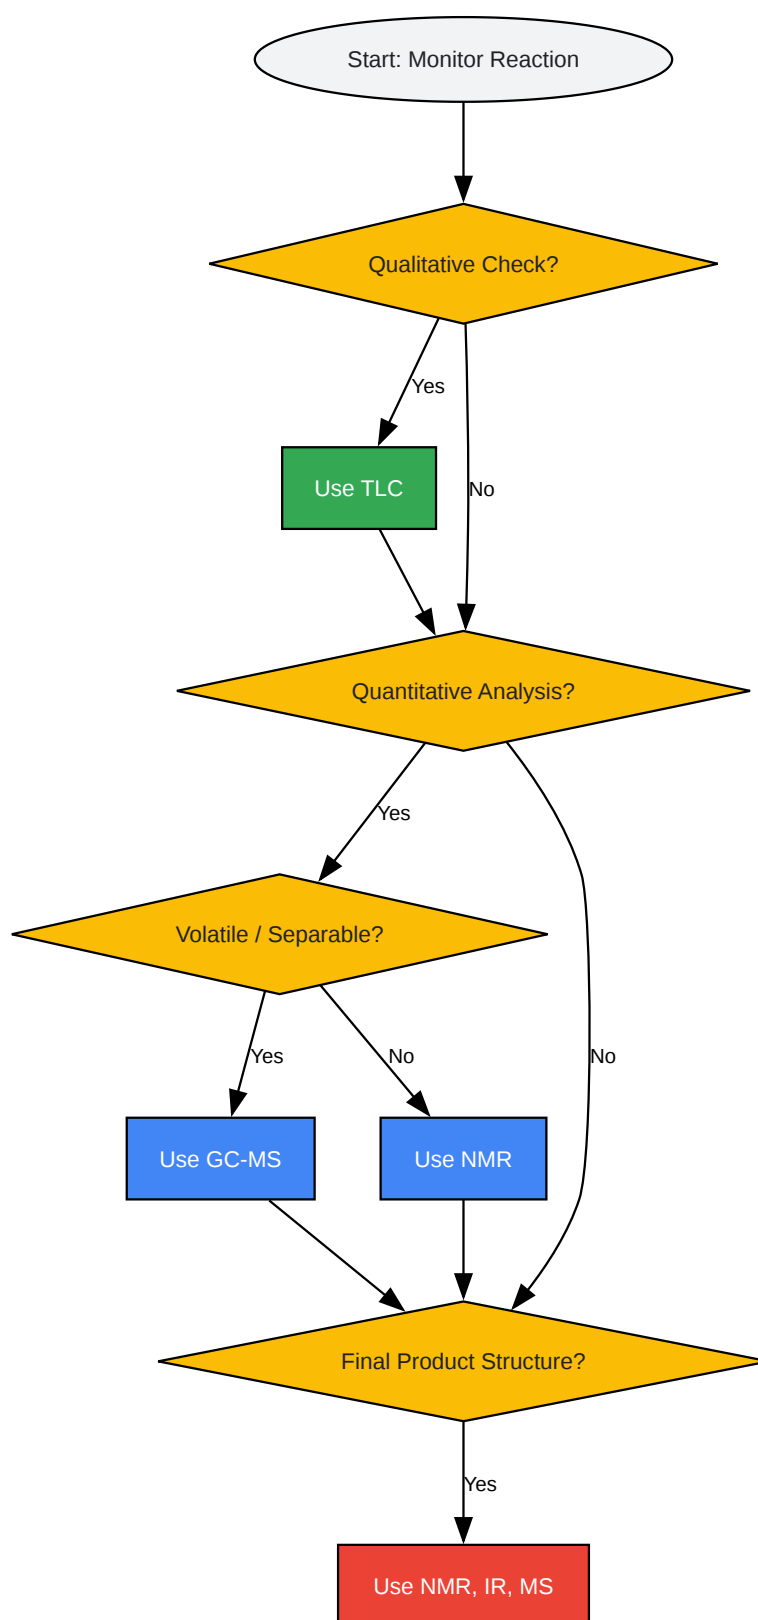 Start: Monitor Reaction
Qualitative Check?
Yes
Use TLC
No
Quantitative Analysis?
Yes
Volatile / Separable?
Yes
No
No
Use GC-MS
Use NMR
Final Product Structure?
Yes
Use NMR, IR, MS